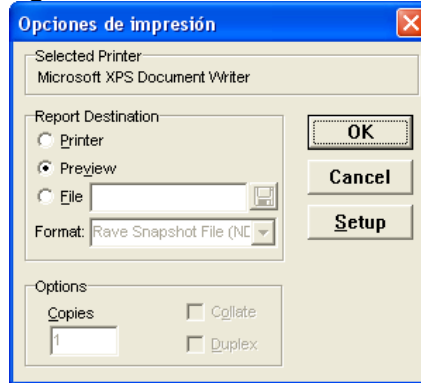 Opciones de impresión
Selected Printer
Microsoft XPS Document Writer
Report Destination
Printer
Preview
File
Format: Rave Snapshot File (ND
OK
Cancel
Setup
Options
Copies
1
Collate
Duplex